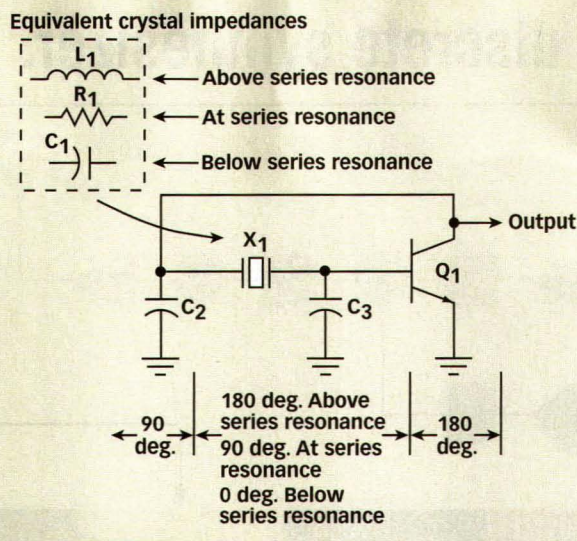 Equivalent crystal impedances
L1
Above series resonance
R1
At series resonance
C1
Below series resonance
Output
X1
Q1
C2
C3
90
deg.
180 deg. Above
series resonance
90 deg. At series
resonance
0 deg. Below
series resonance
180
deg.